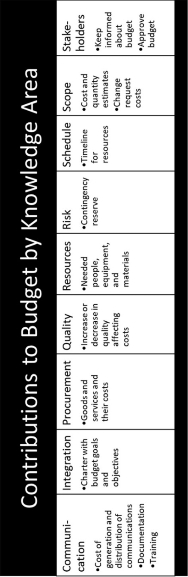 Contributions to Budget by Knowledge Area
Communi-
cation
•Cost of
generation and
distribution of
communications
•Documentation
•Training
Integration
•Charter with
budget goals
and
objectives
Procurement
•Goods and
services and
their costs
Quality
•Increase or
decrease in
quality
affecting
costs
Resources
•Needed
people,
equipment,
and
materials
Risk
•Contingency
reserve
Schedule
•Timeline
for
resources
Scope
•Cost and
quantity
estimates
•Change
request
costs
Stake-
holders
•Keep
informed
about
budget
•Approve
budget